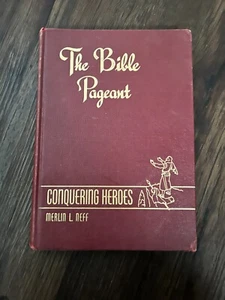 The Bible
Pageant
CONQUERING HEROES
MERLIN L. NEFF